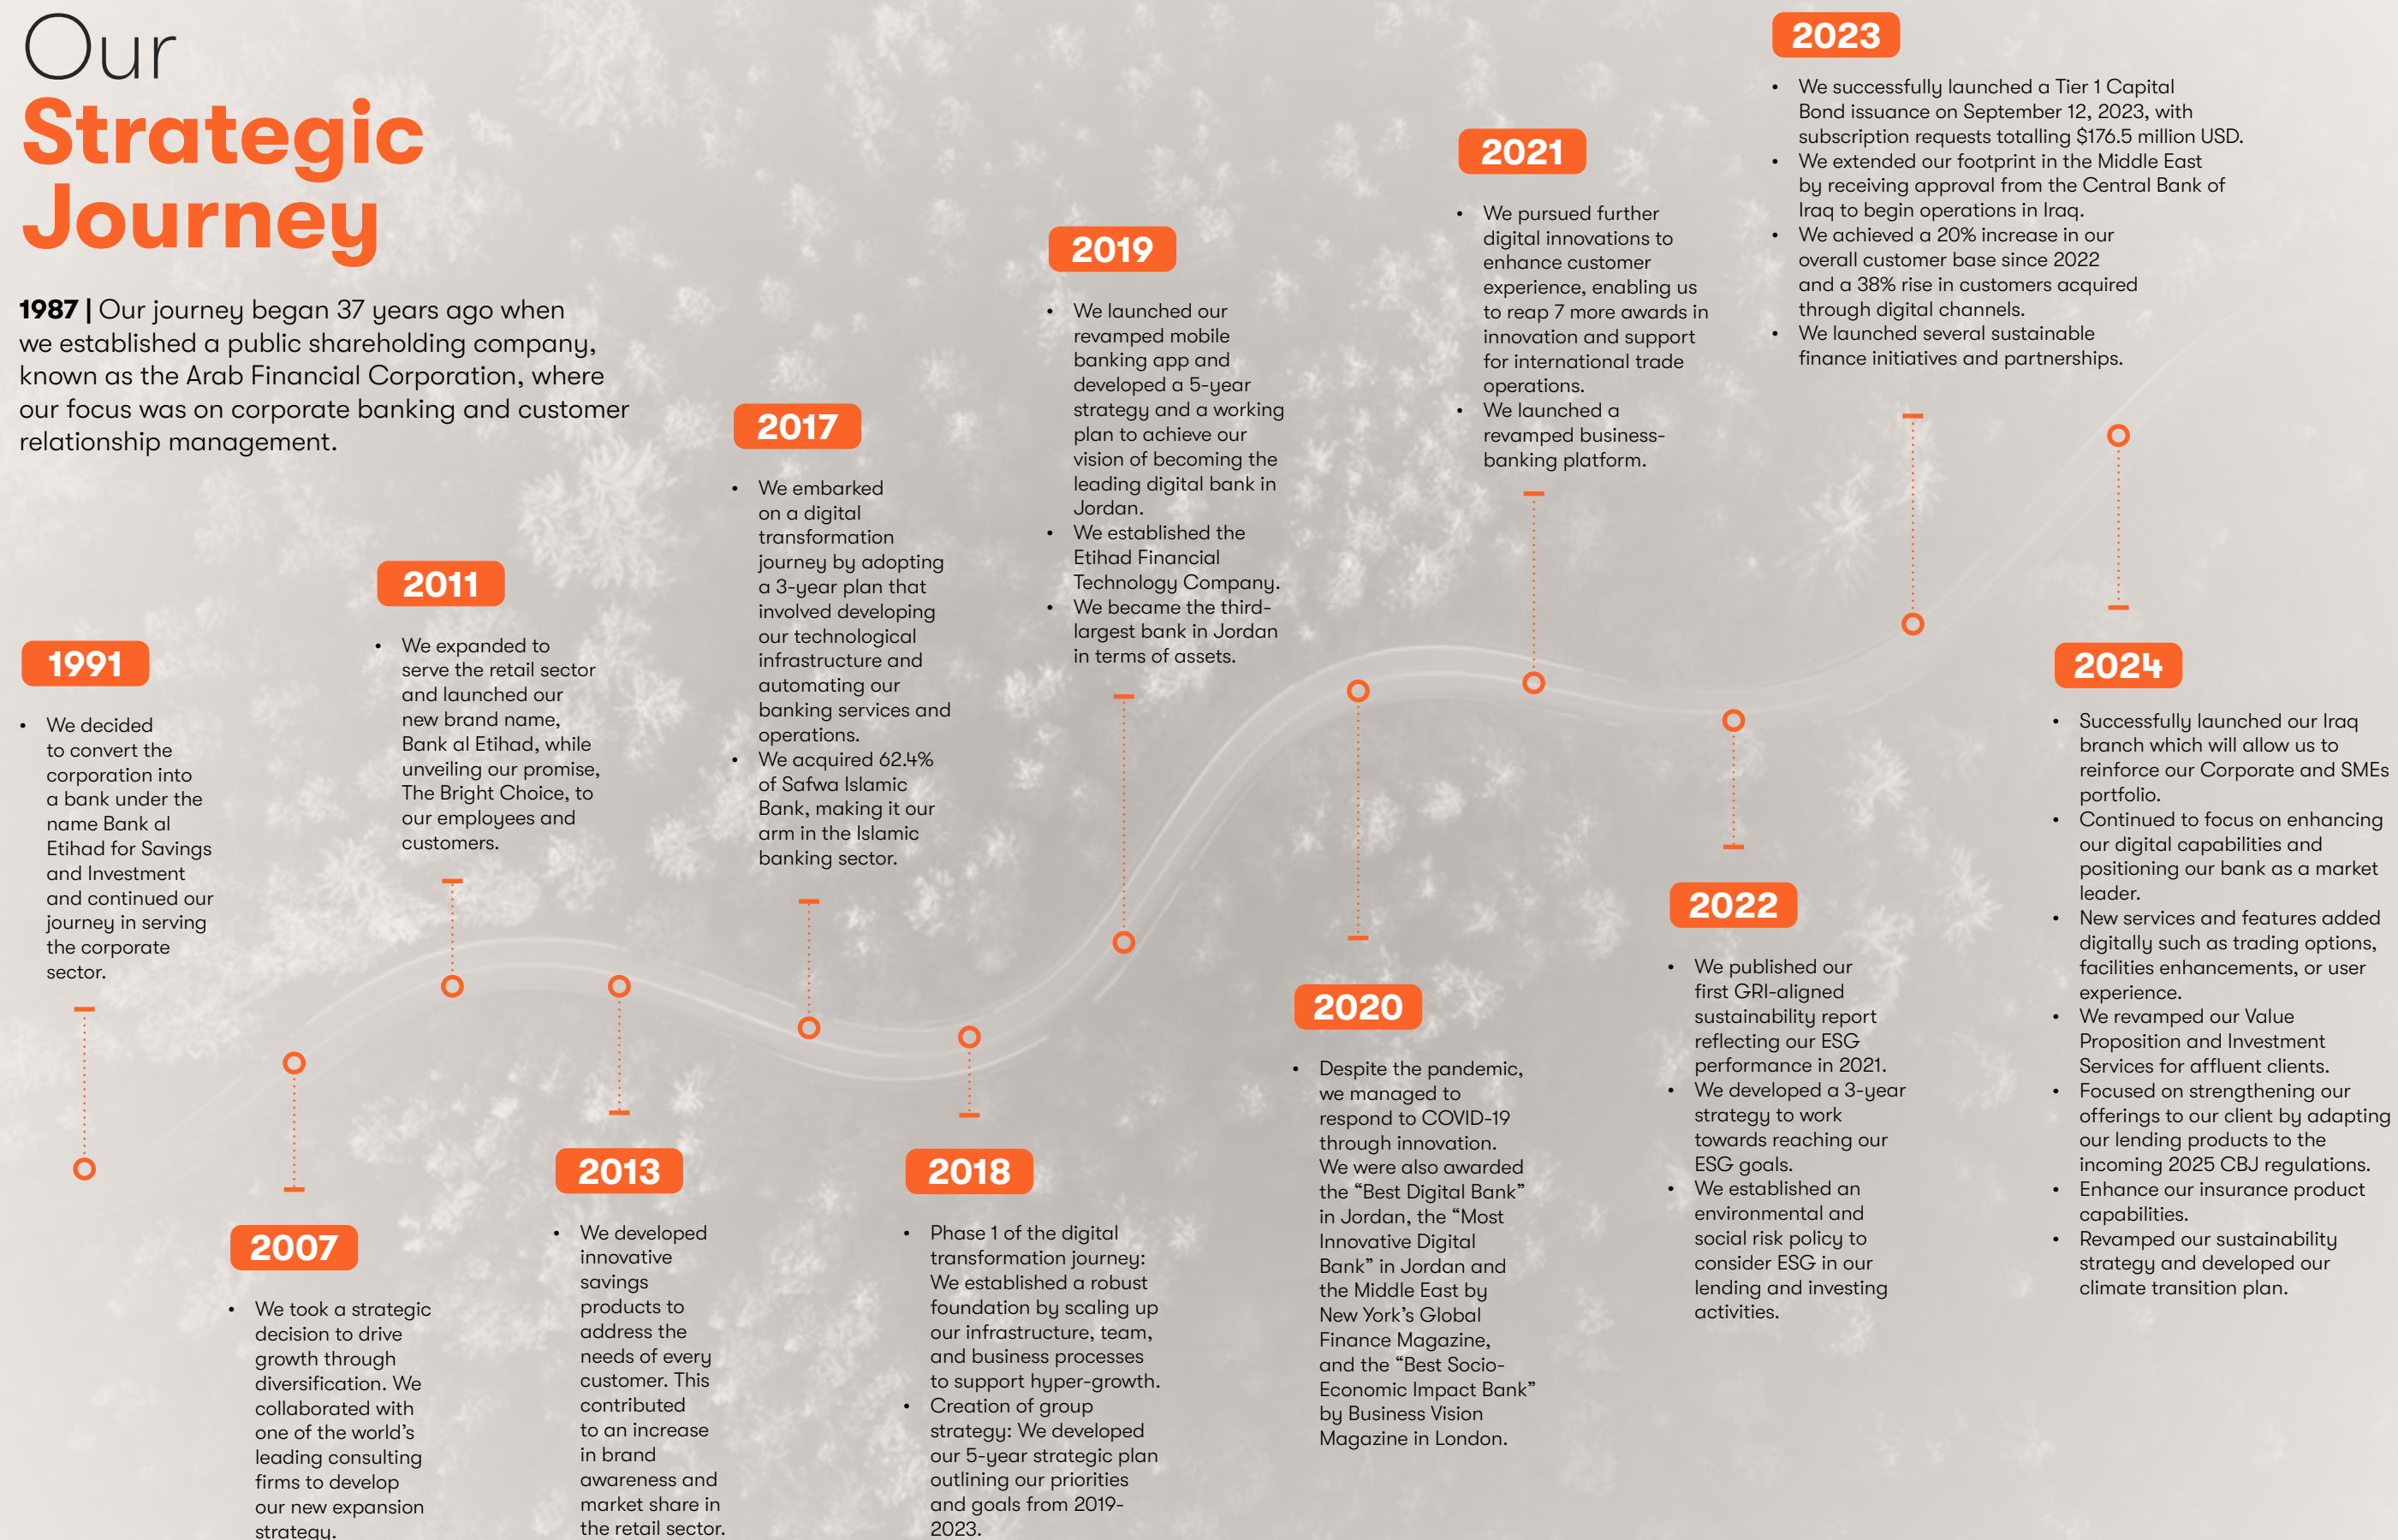 Our
Strategic
Journey
1987 | Our journey began 37 years ago when
we established a public shareholding company,
known as the Arab Financial Corporation, where
our focus was on corporate banking and customer
relationship management.
1991
• We decided
to convert the
corporation into
a bank under the
name Bank al
Etihad for Savings
and Investment
and continued our
journey in serving
the corporate
sector.
2007
• We took a strategic
decision to drive
growth through
diversification. We
collaborated with
one of the world’s
leading consulting
firms to develop
our new expansion
strategy.
2011
• We expanded to
serve the retail sector
and launched our
new brand name,
Bank al Etihad, while
unveiling our promise,
The Bright Choice, to
our employees and
customers.
2013
• We developed
innovative
savings
products to
address the
needs of every
customer. This
contributed
to an increase
in brand
awareness and
market share in
the retail sector.
2017
• We embarked
on a digital
transformation
journey by adopting
a 3-year plan that
involved developing
our technological
infrastructure and
automating our
banking services and
operations.
• We acquired 62.4%
of Safwa Islamic
Bank, making it our
arm in the Islamic
banking sector.
2018
• Phase 1 of the digital
transformation journey:
We established a robust
foundation by scaling up
our infrastructure, team,
and business processes
to support hyper-growth.
• Creation of group
strategy: We developed
our 5-year strategic plan
outlining our priorities
and goals from 2019-
2023.
2019
• We launched our
revamped mobile
banking app and
developed a 5-year
strategy and a working
plan to achieve our
vision of becoming the
leading digital bank in
Jordan.
• We established the
Etihad Financial
Technology Company.
• We became the third-
largest bank in Jordan
in terms of assets.
2020
• Despite the pandemic,
we managed to
respond to COVID-19
through innovation.
We were also awarded
the “Best Digital Bank”
in Jordan, the “Most
Innovative Digital
Bank” in Jordan and
the Middle East by
New York’s Global
Finance Magazine,
and the “Best Socio-
Economic Impact Bank”
by Business Vision
Magazine in London.
2021
• We pursued further
digital innovations to
enhance customer
experience, enabling us
to reap 7 more awards in
innovation and support
for international trade
operations.
• We launched a
revamped business-
banking platform.
2022
• We published our
first GRI-aligned
sustainability report
reflecting our ESG
performance in 2021.
• We developed a 3-year
strategy to work
towards reaching our
ESG goals.
• We established an
environmental and
social risk policy to
consider ESG in our
lending and investing
activities.
2023
• We successfully launched a Tier 1 Capital
Bond issuance on September 12, 2023, with
subscription requests totalling $176.5 million USD.
• We extended our footprint in the Middle East
by receiving approval from the Central Bank of
Iraq to begin operations in Iraq.
• We achieved a 20% increase in our
overall customer base since 2022
and a 38% rise in customers acquired
through digital channels.
• We launched several sustainable
finance initiatives and partnerships.
2024
• Successfully launched our Iraq
branch which will allow us to
reinforce our Corporate and SMEs
portfolio.
• Continued to focus on enhancing
our digital capabilities and
positioning our bank as a market
leader.
• New services and features added
digitally such as trading options,
facilities enhancements, or user
experience.
• We revamped our Value
Proposition and Investment
Services for affluent clients.
• Focused on strengthening our
offerings to our client by adapting
our lending products to the
incoming 2025 CBJ regulations.
• Enhance our insurance product
capabilities.
• Revamped our sustainability
strategy and developed our
climate transition plan.